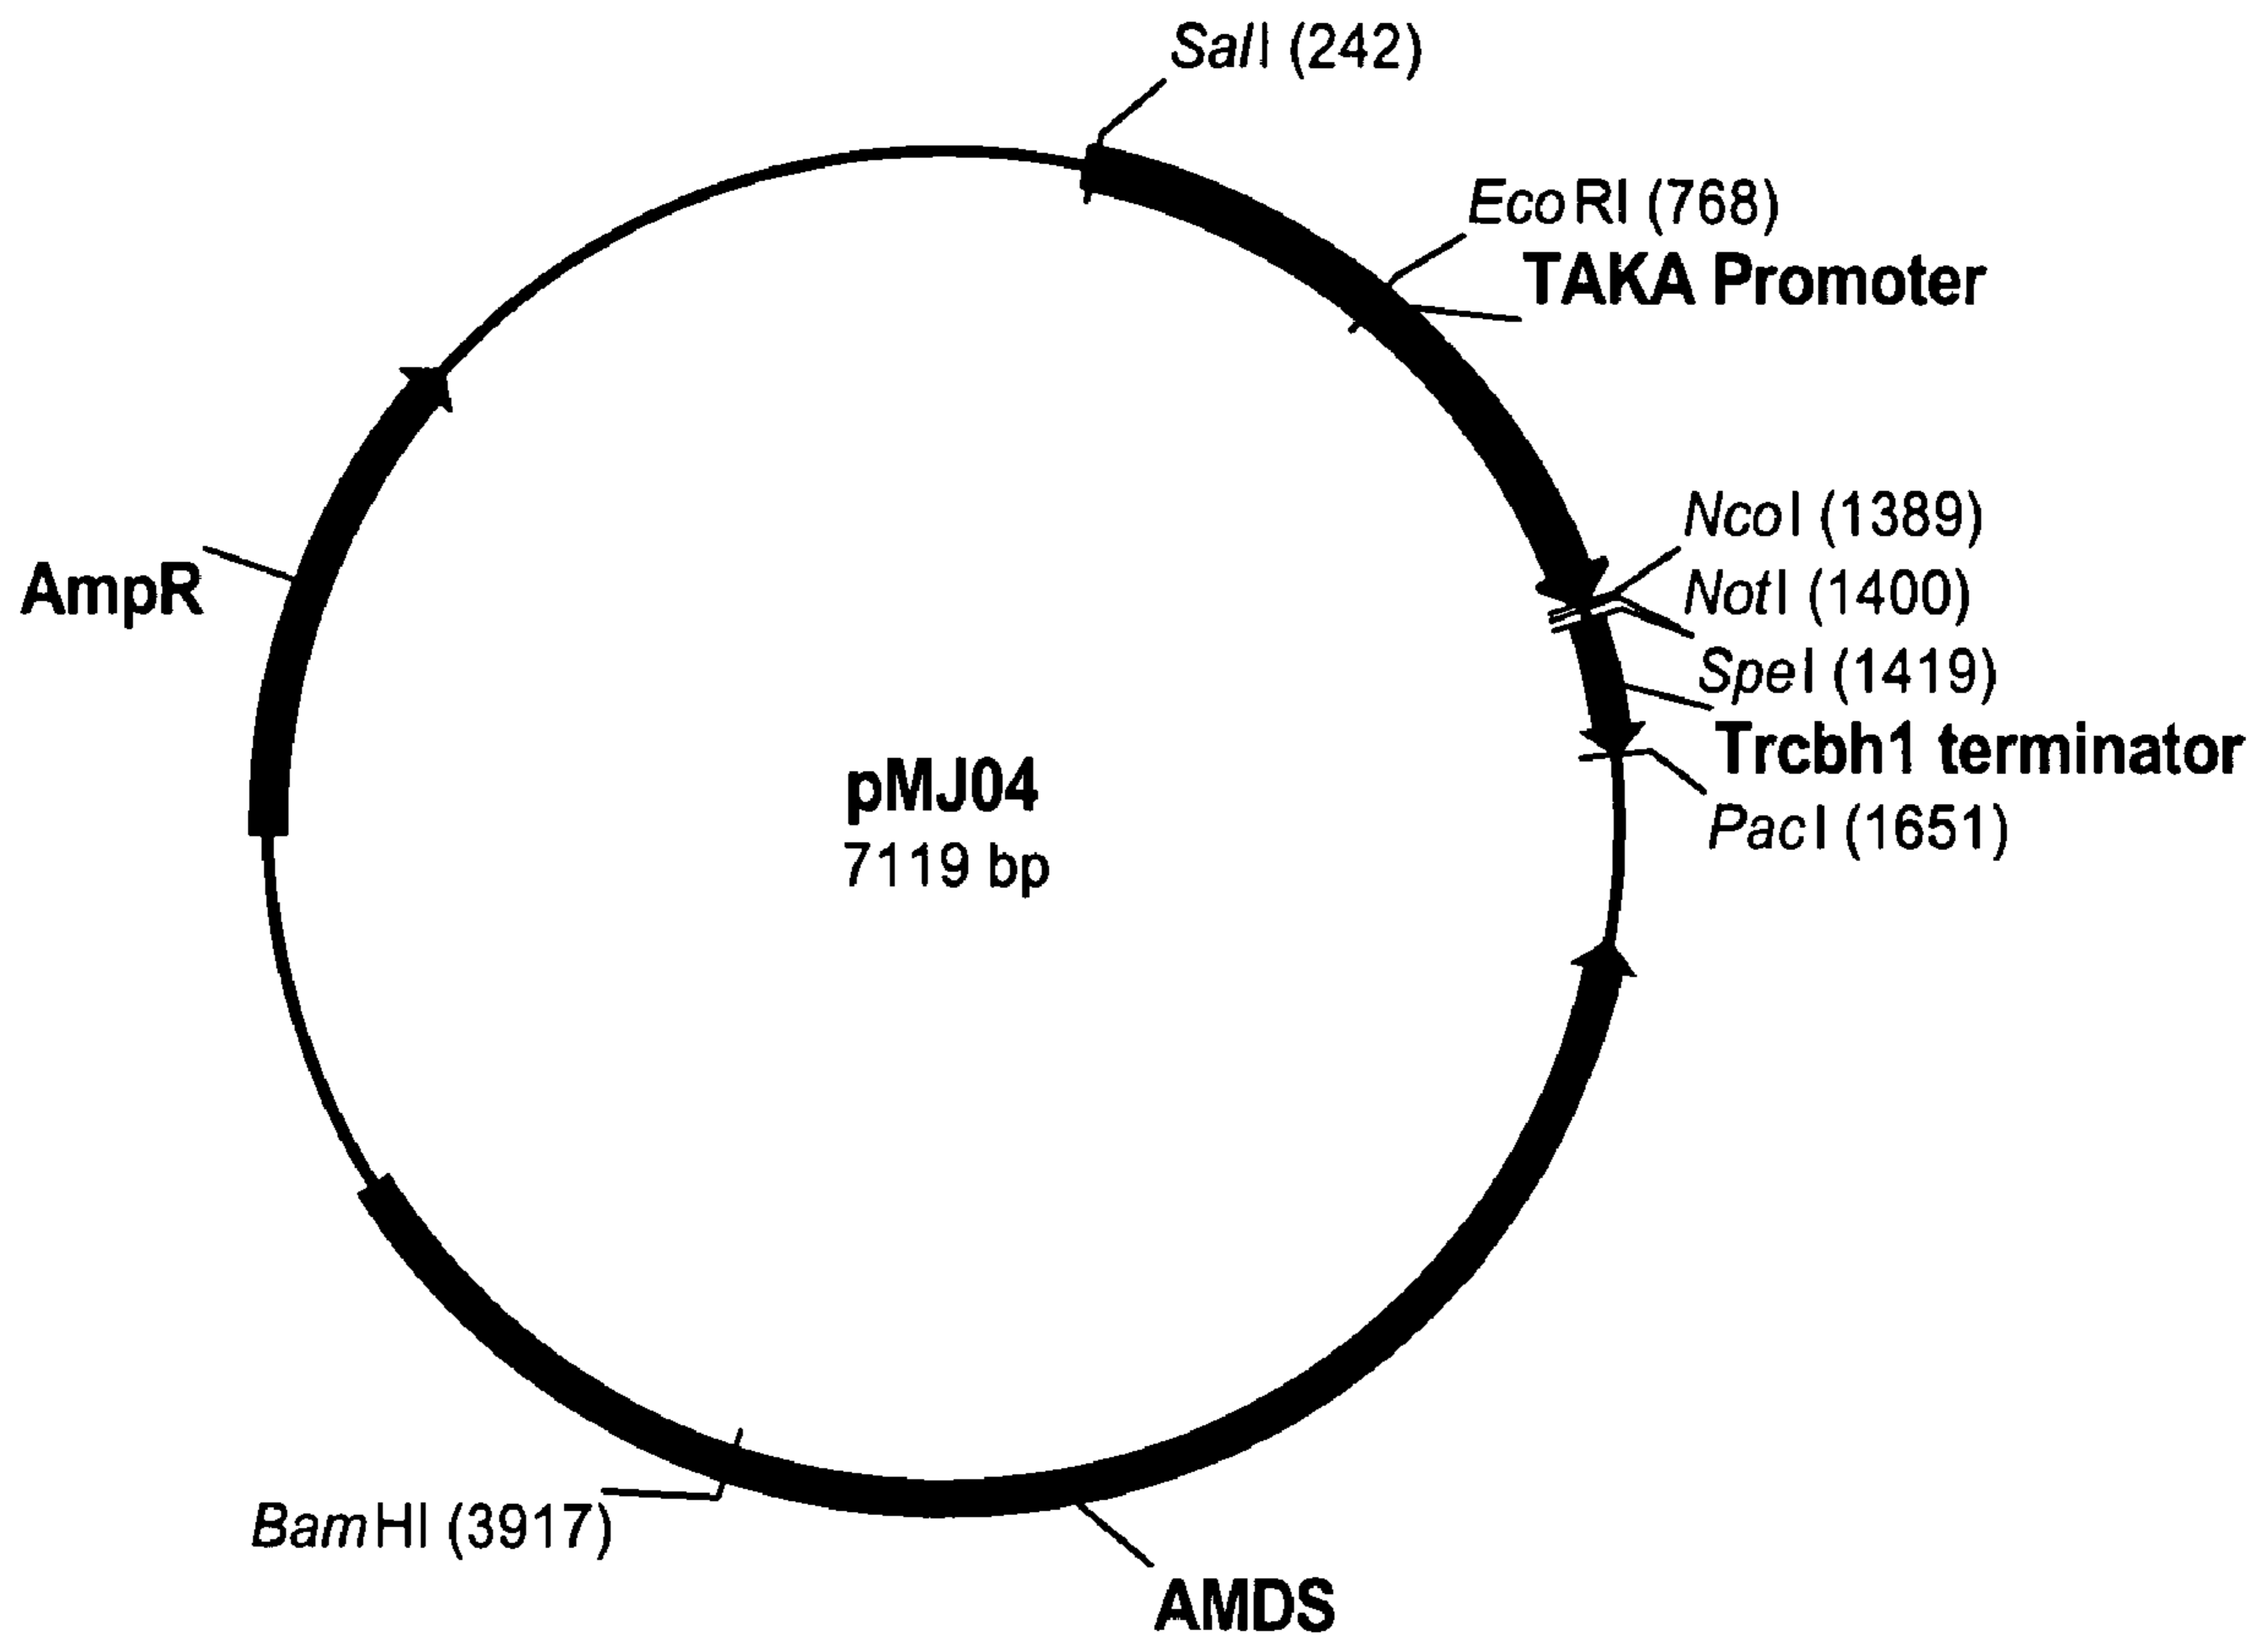 SalI (242)
EcoRI (768)
TAKA Promoter
NcoI (1389)
NotI (1400)
SpeI (1419)
Trcbh1 terminator
PacI (1651)
AmpR
pMJ04
7119 bp
BamHI (3917)
AMDS